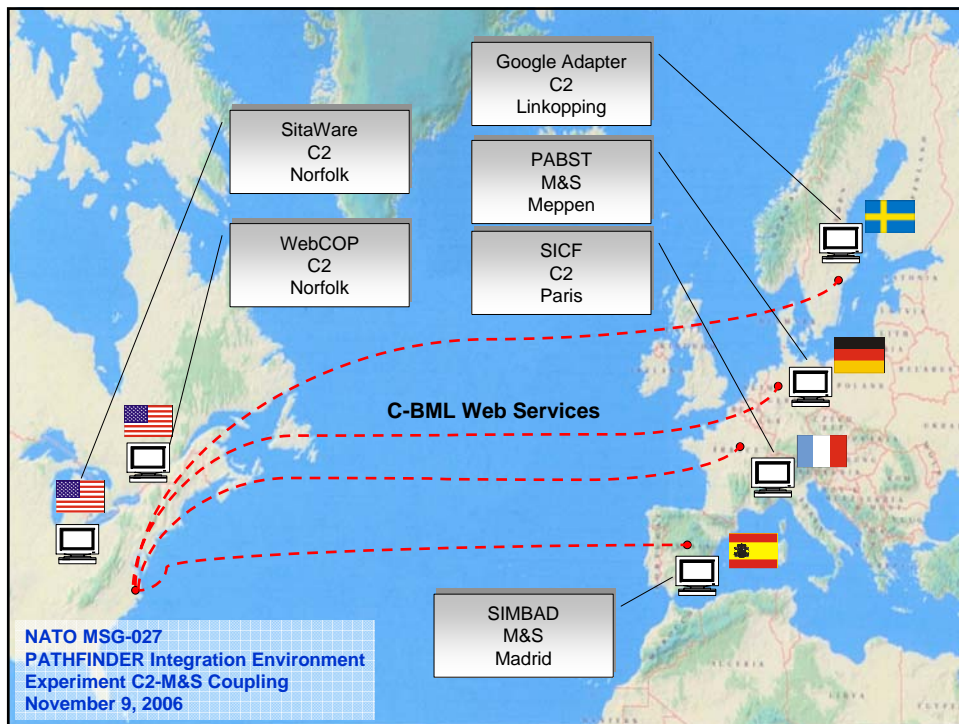 Google Adapter
C2
Linkopping
SitaWare
C2
Norfolk
PABST
M&S
Meppen
WebCOP
C2
Norfolk
SICF
C2
Paris
C-BML Web Services
SIMBAD
M&S
Madrid
NATO MSG-027
PATHFINDER Integration Environment
Experiment C2-M&S Coupling
November 9, 2006